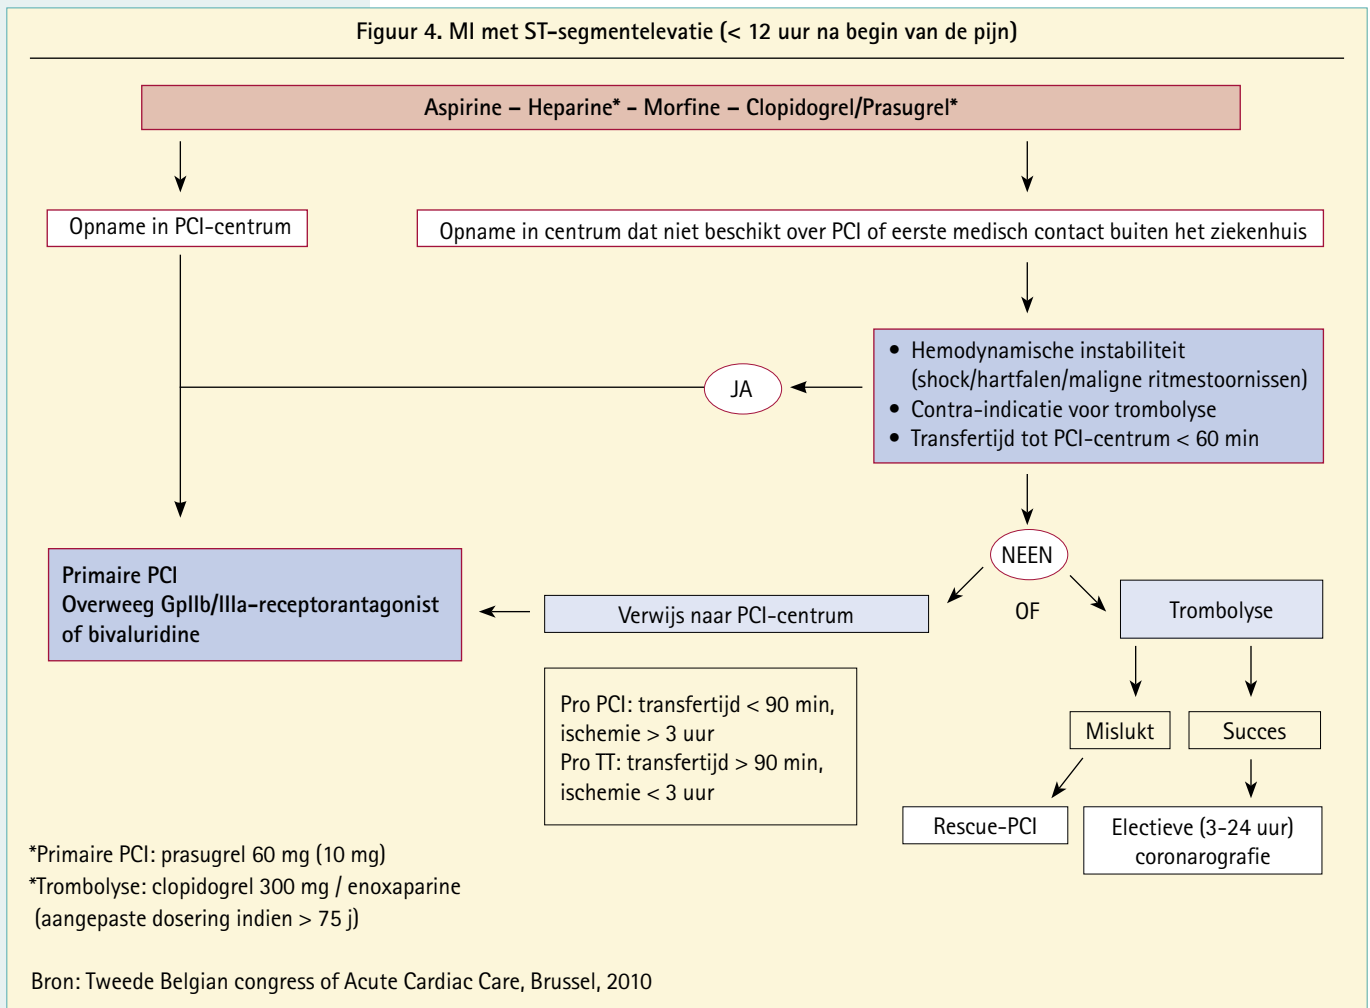 Figuur 4. MI met ST-segmentelevatie (< 12 uur na begin van de pijn)
Aspirine – Heparine* - Morfine – Clopidogrel/Prasugrel*
Opname in PCI-centrum
Opname in centrum dat niet beschikt over PCI of eerste medisch contact buiten het ziekenhuis
• Hemodynamische instabiliteit
(shock/hartfalen/maligne ritmestoornissen)
• Contra-indicatie voor trombolyse
• Transfertijd tot PCI-centrum < 60 min
JA
NEEN
Primaire PCI
Overweeg GpIIb/IIIa-receptorantagonist
of bivaluridine
Verwijs naar PCI-centrum
OF
Trombolyse
Pro PCI: transfertijd < 90 min,
ischemie > 3 uur
Pro TT: transfertijd > 90 min,
ischemie < 3 uur
Mislukt
Succes
Rescue-PCI
Electieve (3-24 uur)
coronarografie
*Primaire PCI: prasugrel 60 mg (10 mg)
*Trombolyse: clopidogrel 300 mg / enoxaparine
(aangepaste dosering indien > 75 j)
Bron: Tweede Belgian congress of Acute Cardiac Care, Brussel, 2010